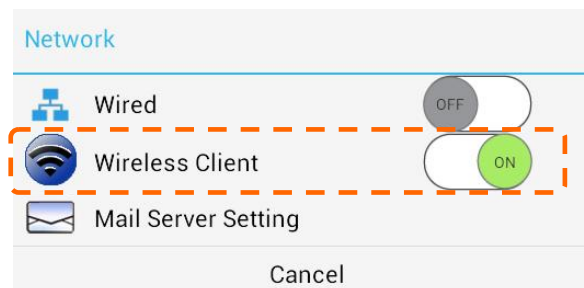 Network
Wired OFF
Wireless Client ON
Mail Server Setting
Cancel